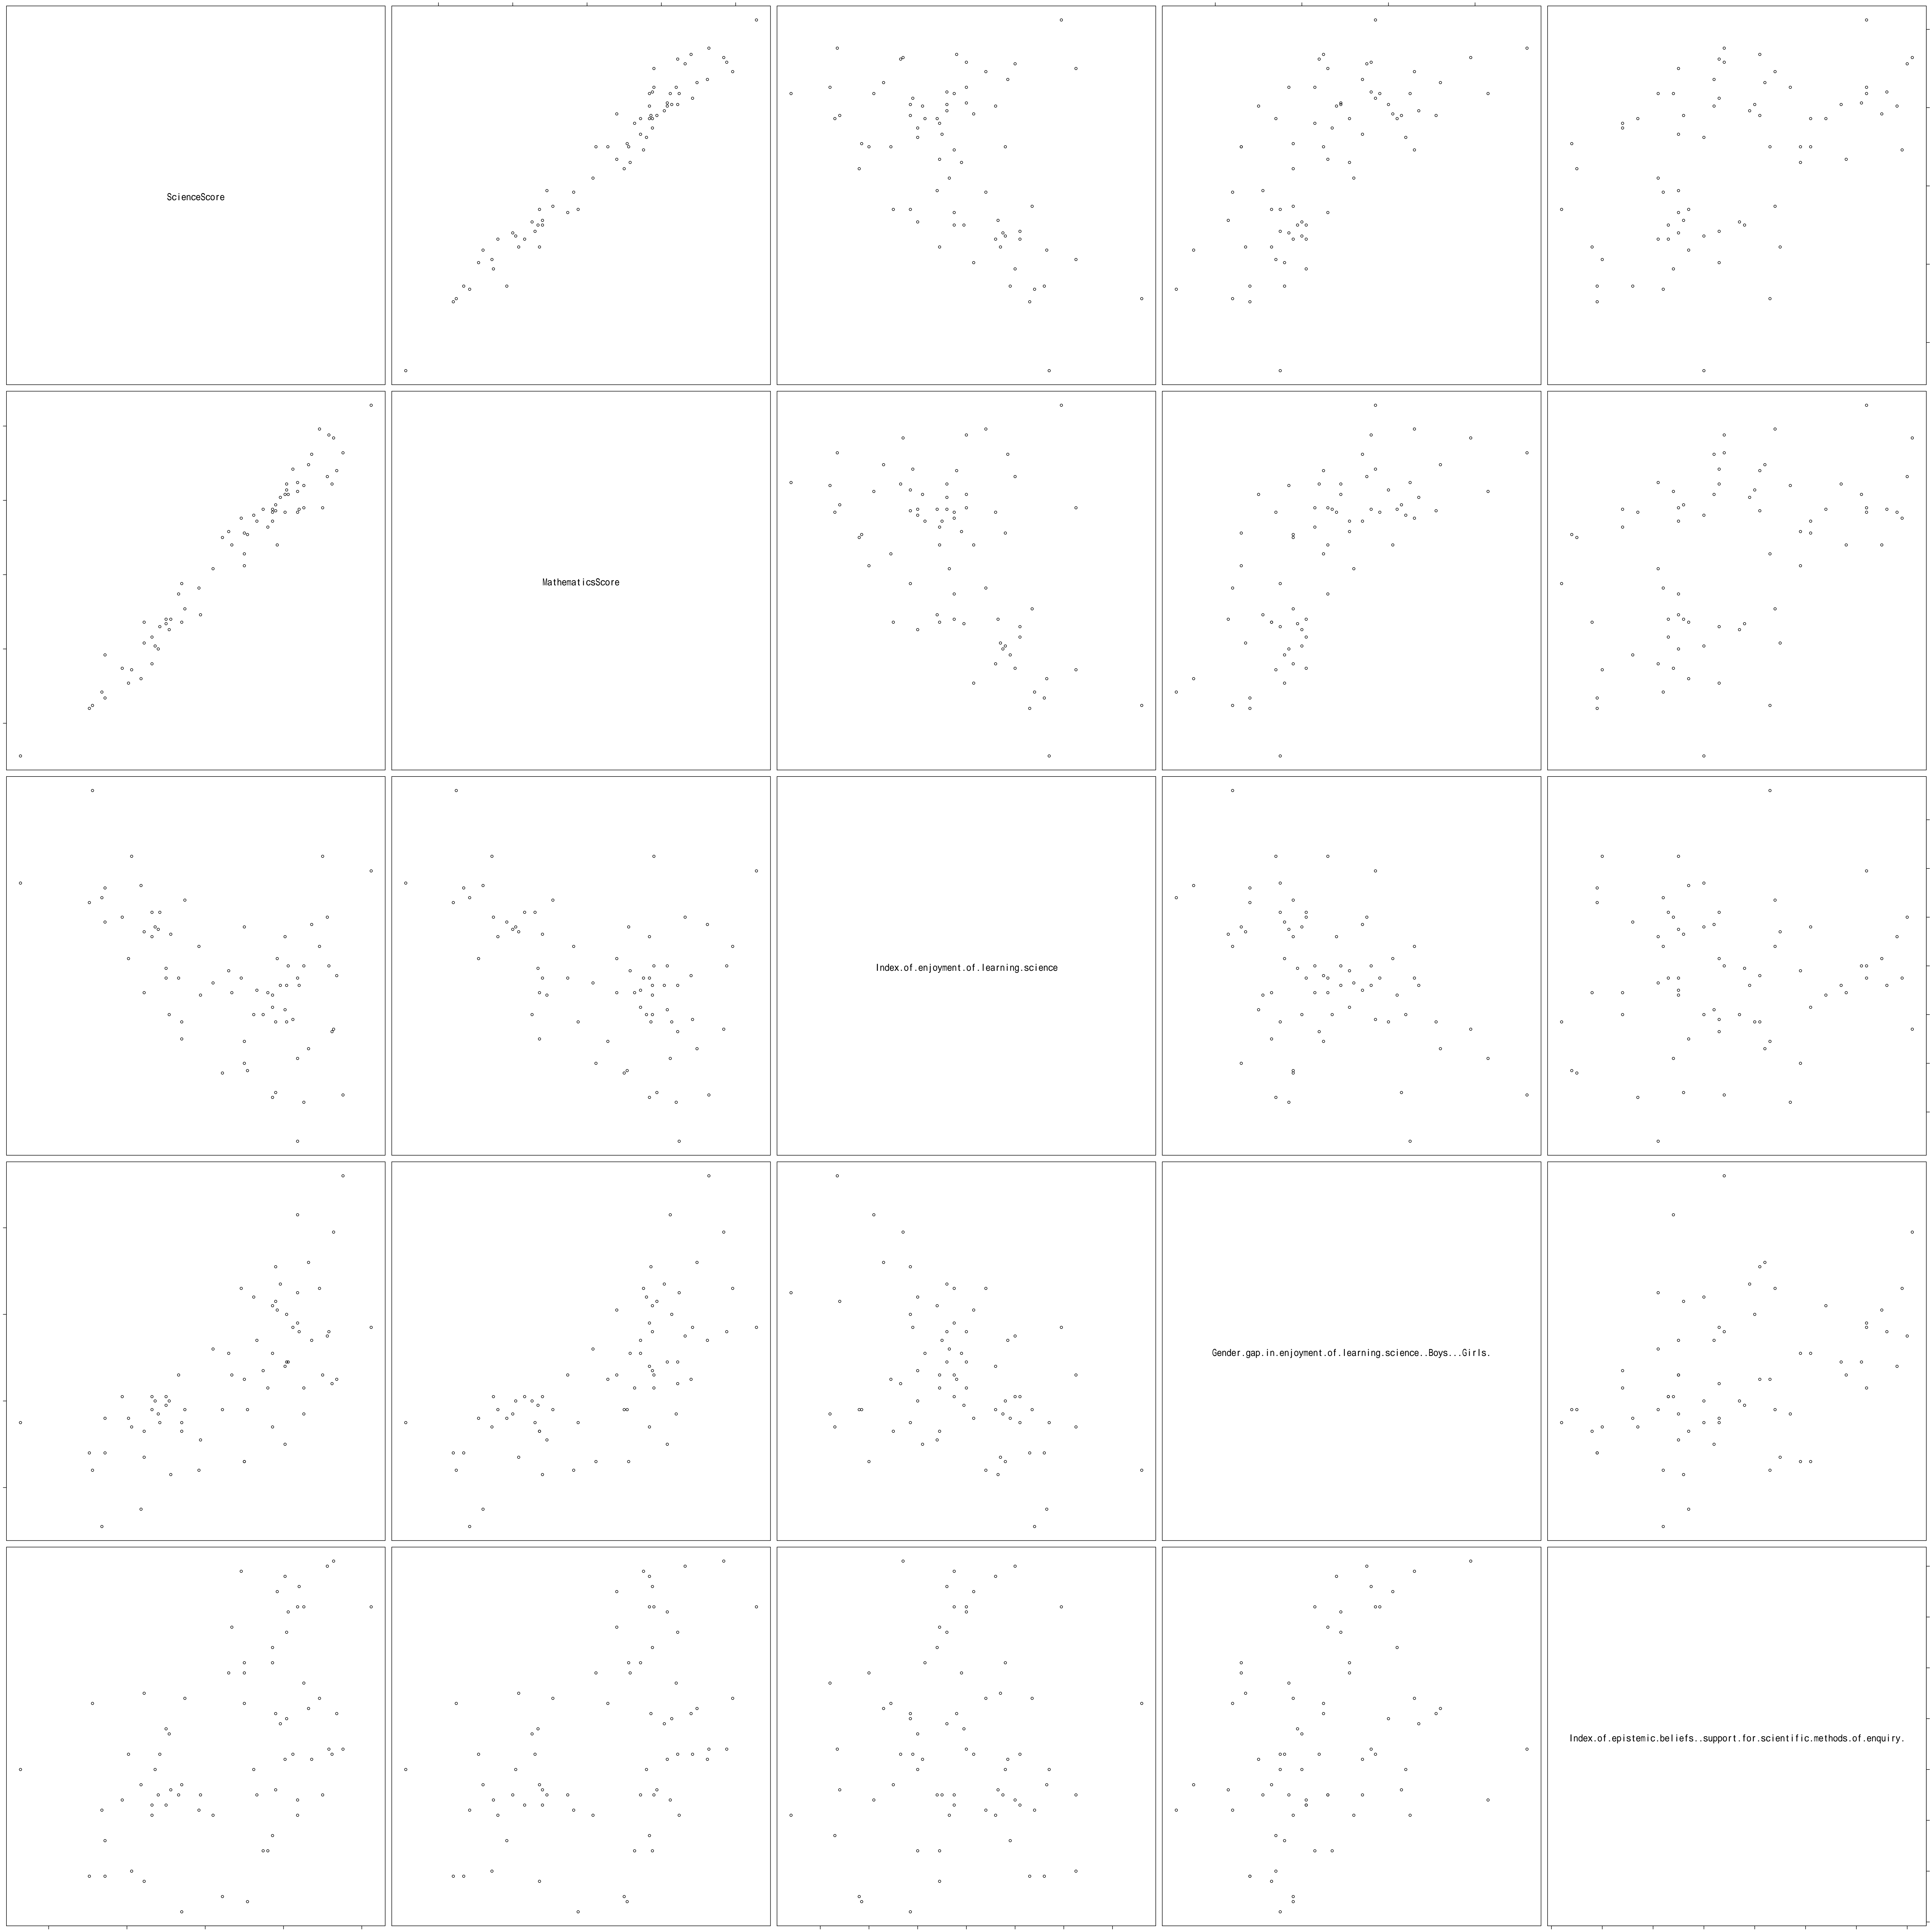 ScienceScore
MathematicsScore
Index.of.enjoyment.of.learning.science
Gender.gap.in.enjoyment.of.learning.science..Boys...Girls.
Index.of.epistemic.beliefs..support.for.scientific.methods.of.enquiry.